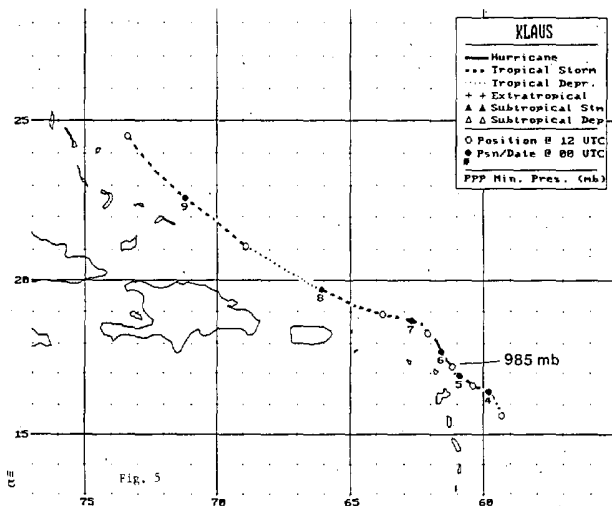 KLAUS
Hurricane
Tropical Storm
Tropical Depr.
+ + Extratropical
▲ ▲ Subtropical Stm
△ △ Subtropical Dep
○ Position @ 12 UTC
● Psn/Date @ 00 UTC
#
PPP Min. Pres. (mb)
25
9
20
8
7
6
985 mb
5
4
15
Fig. 5
75
70
65
60